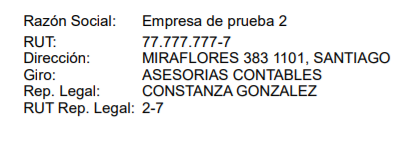 Razón Social: Empresa de prueba 2
RUT: 77.777.777-7
Dirección: MIRAFLORES 383 1101, SANTIAGO
Giro: ASESORIAS CONTABLES
Rep. Legal: CONSTANZA GONZALEZ
RUT Rep. Legal: 2-7